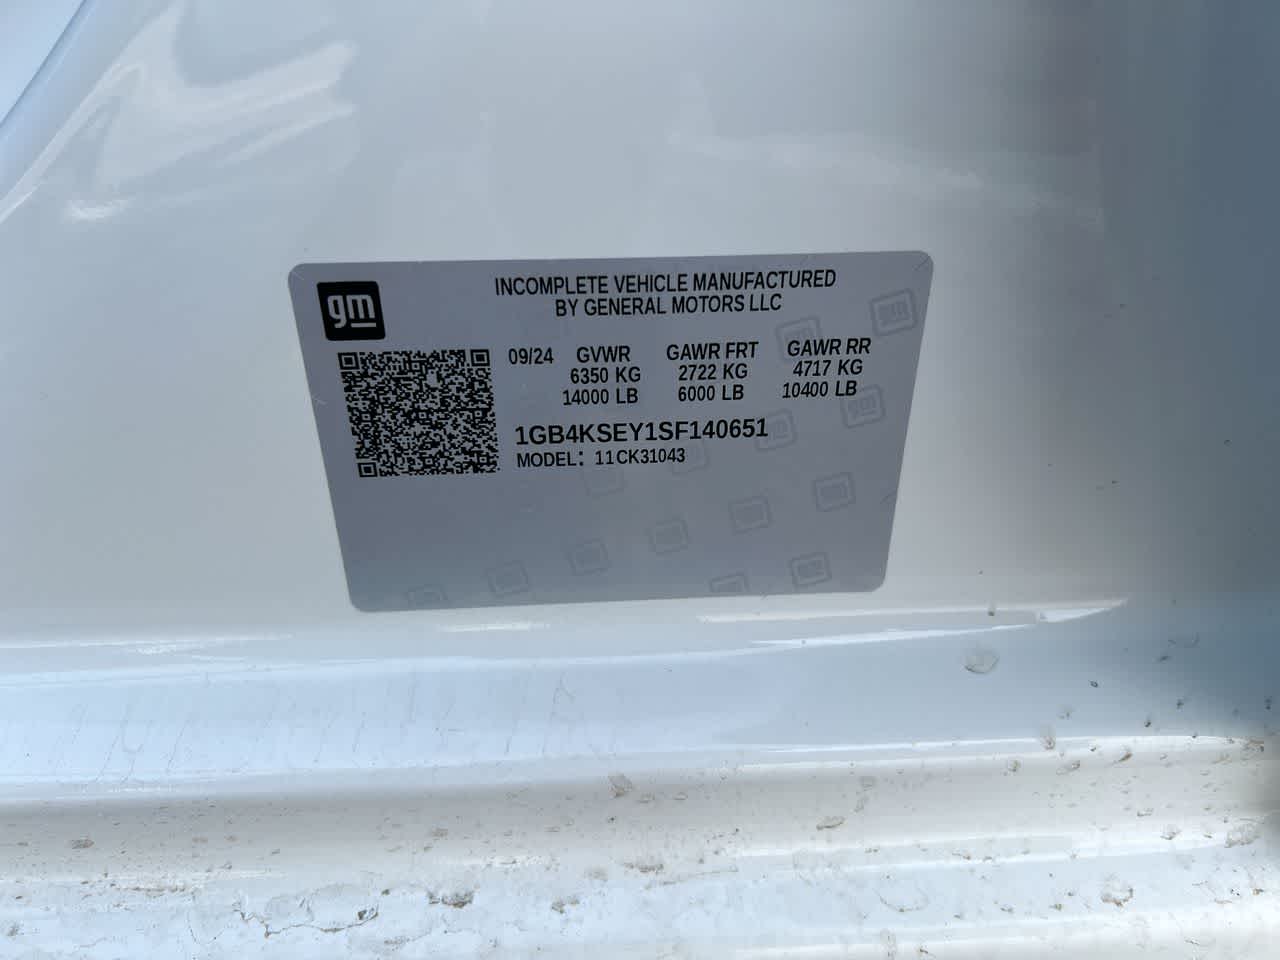 gm
INCOMPLETE VEHICLE MANUFACTURED
BY GENERAL MOTORS LLC
09/24 GVWR GAWR FRT GAWR RR
6350 KG 2722 KG 4717 KG
14000 LB 6000 LB 10400 LB
1GB4KSEY1SF140651
MODEL: 11CK31043